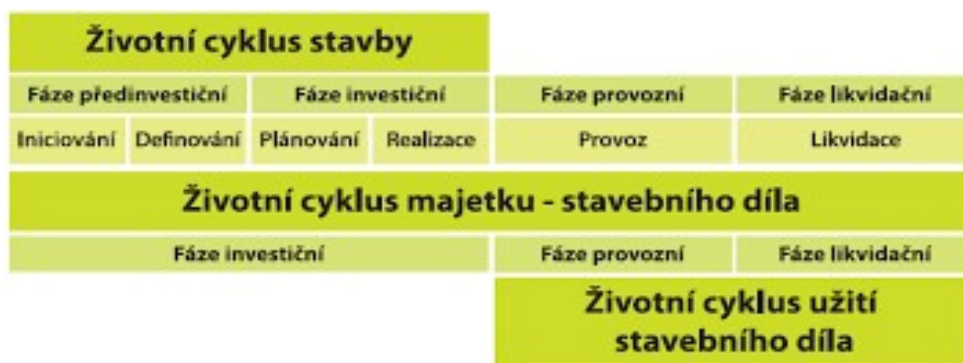 Životní cyklus stavby
Fáze předinvestiční Fáze investiční Fáze provozní Fáze likvidační
Iniciování Definování Plánování Realizace Provoz Likvidace
Životní cyklus majetku - stavebního díla
Fáze investiční Fáze provozní Fáze likvidační
Životní cyklus užití
stavebního díla